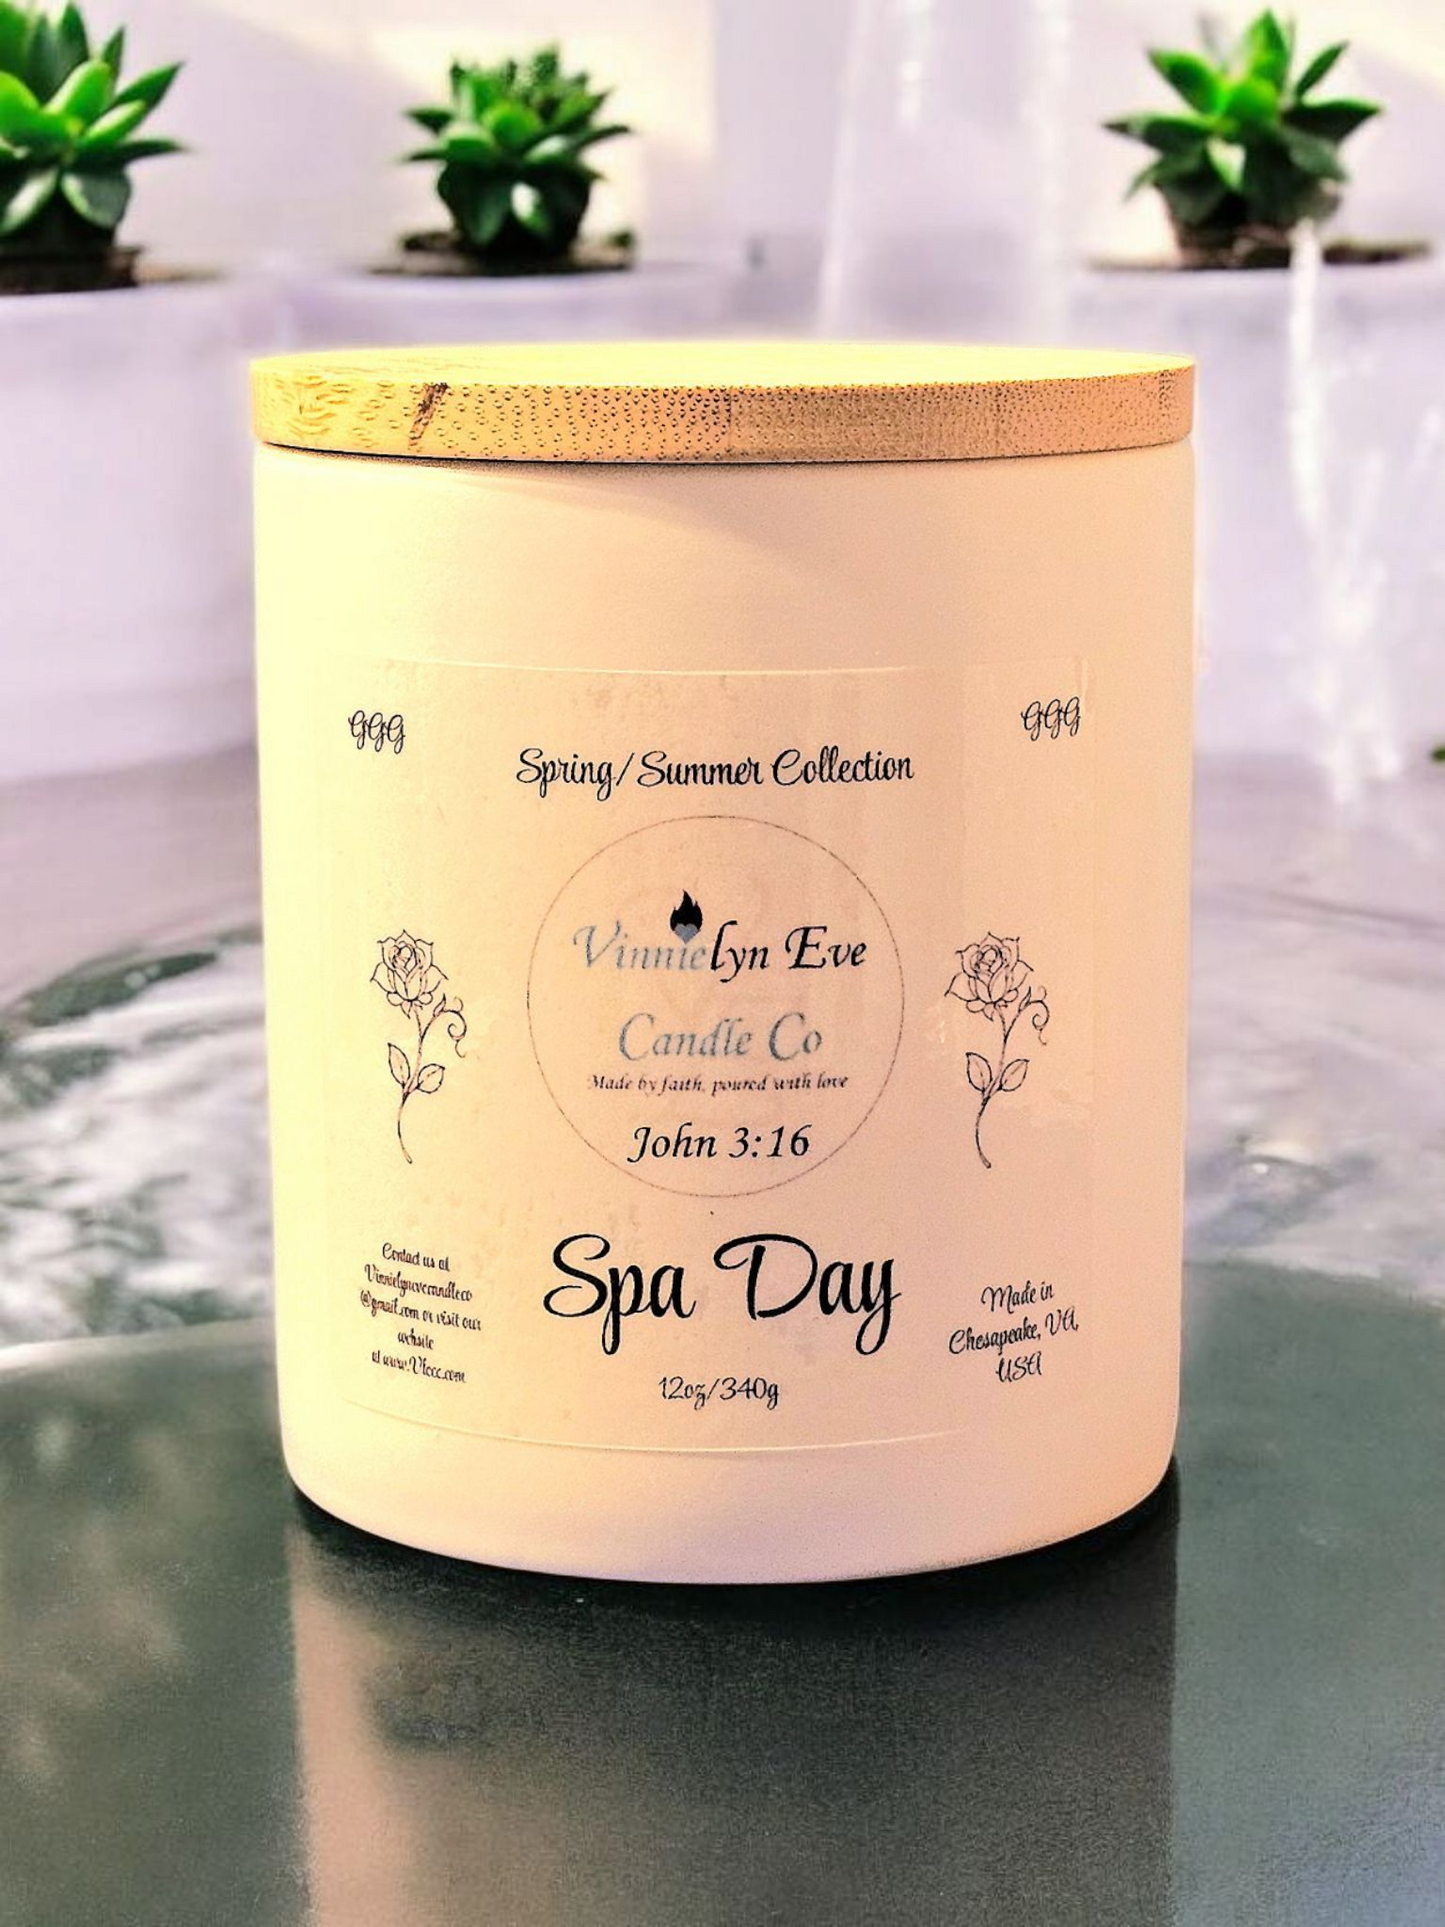 GGG
GGG
Spring/Summer Collection
Vinnielyn Eve
Candle Co
Made by faith, poured with love
John 3:16
Spa Day
12oz/340g
Contact us at
Vinnielynevecandleco
@gmail.com or visit our
website
at www.Vlecc.com
Made in
Chesapeake, VA,
USA